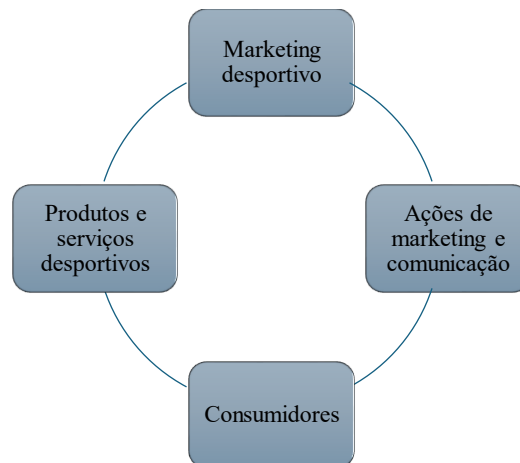 Marketing
desportivo
Produtos e
serviços
desportivos
Ações de
marketing e
comunicação
Consumidores